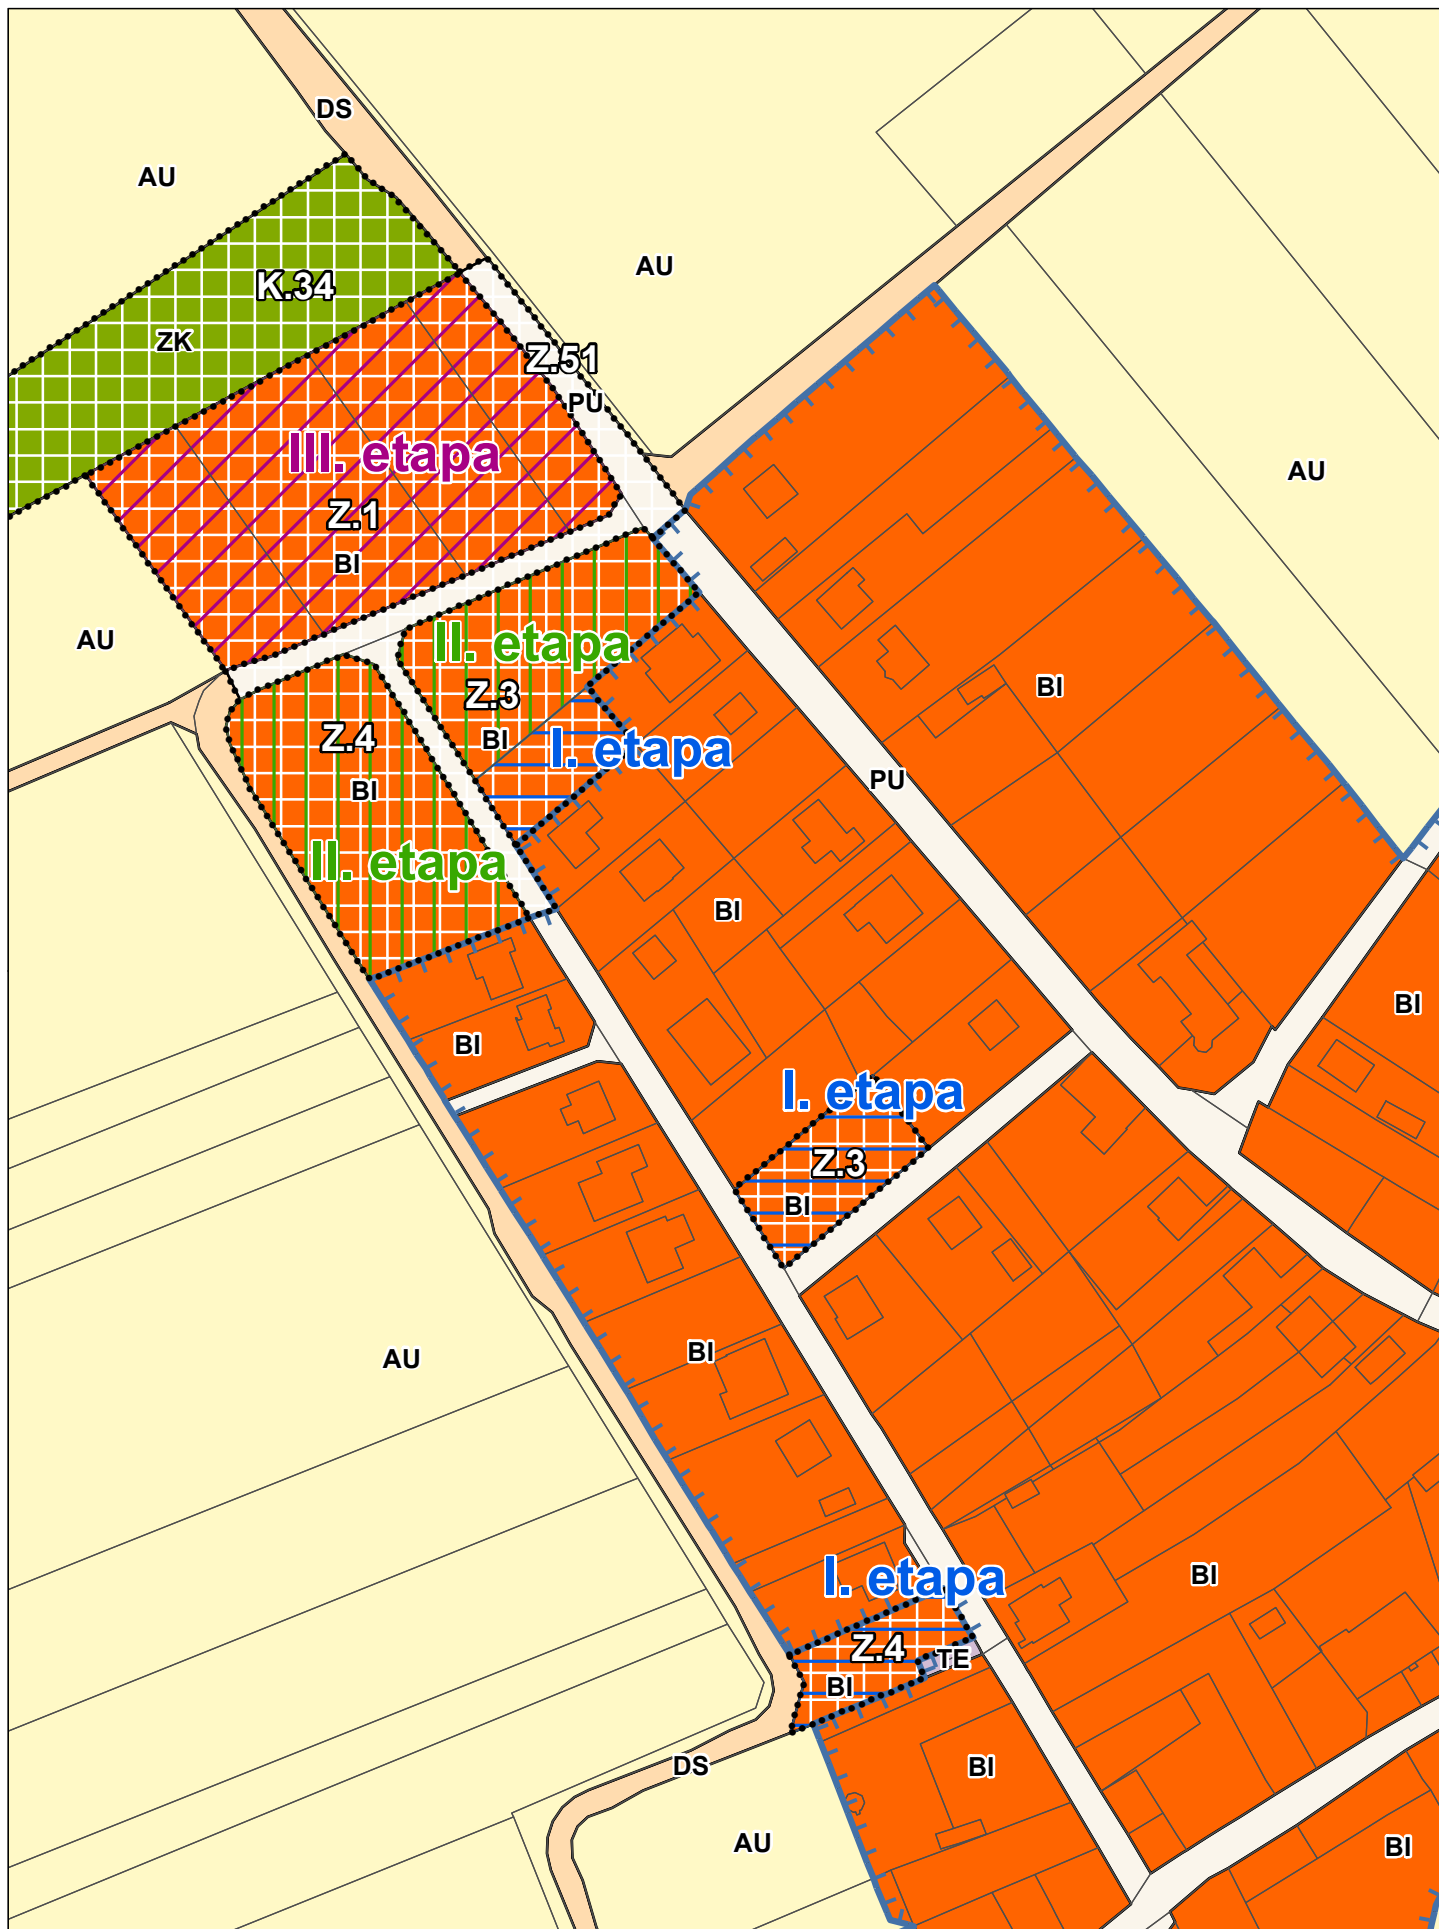 DS
AU
AU
K.34
ZK
Z.51
PU
III. etapa
AU
Z.1
BI
AU
II. etapa
BI
Z.3
Z.4
BI
I. etapa
PU
BI
II. etapa
BI
BI
BI
I. etapa
Z.3
BI
BI
AU
I. etapa
BI
Z.4
TE
BI
DS
BI
AU
BI